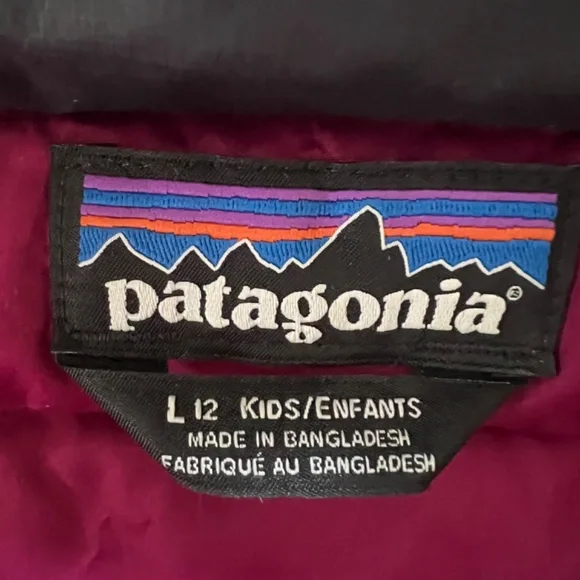 patagonia®
L 12 KIDS/ENFANTS
MADE IN BANGLADESH
FABRIQUÉ AU BANGLADESH